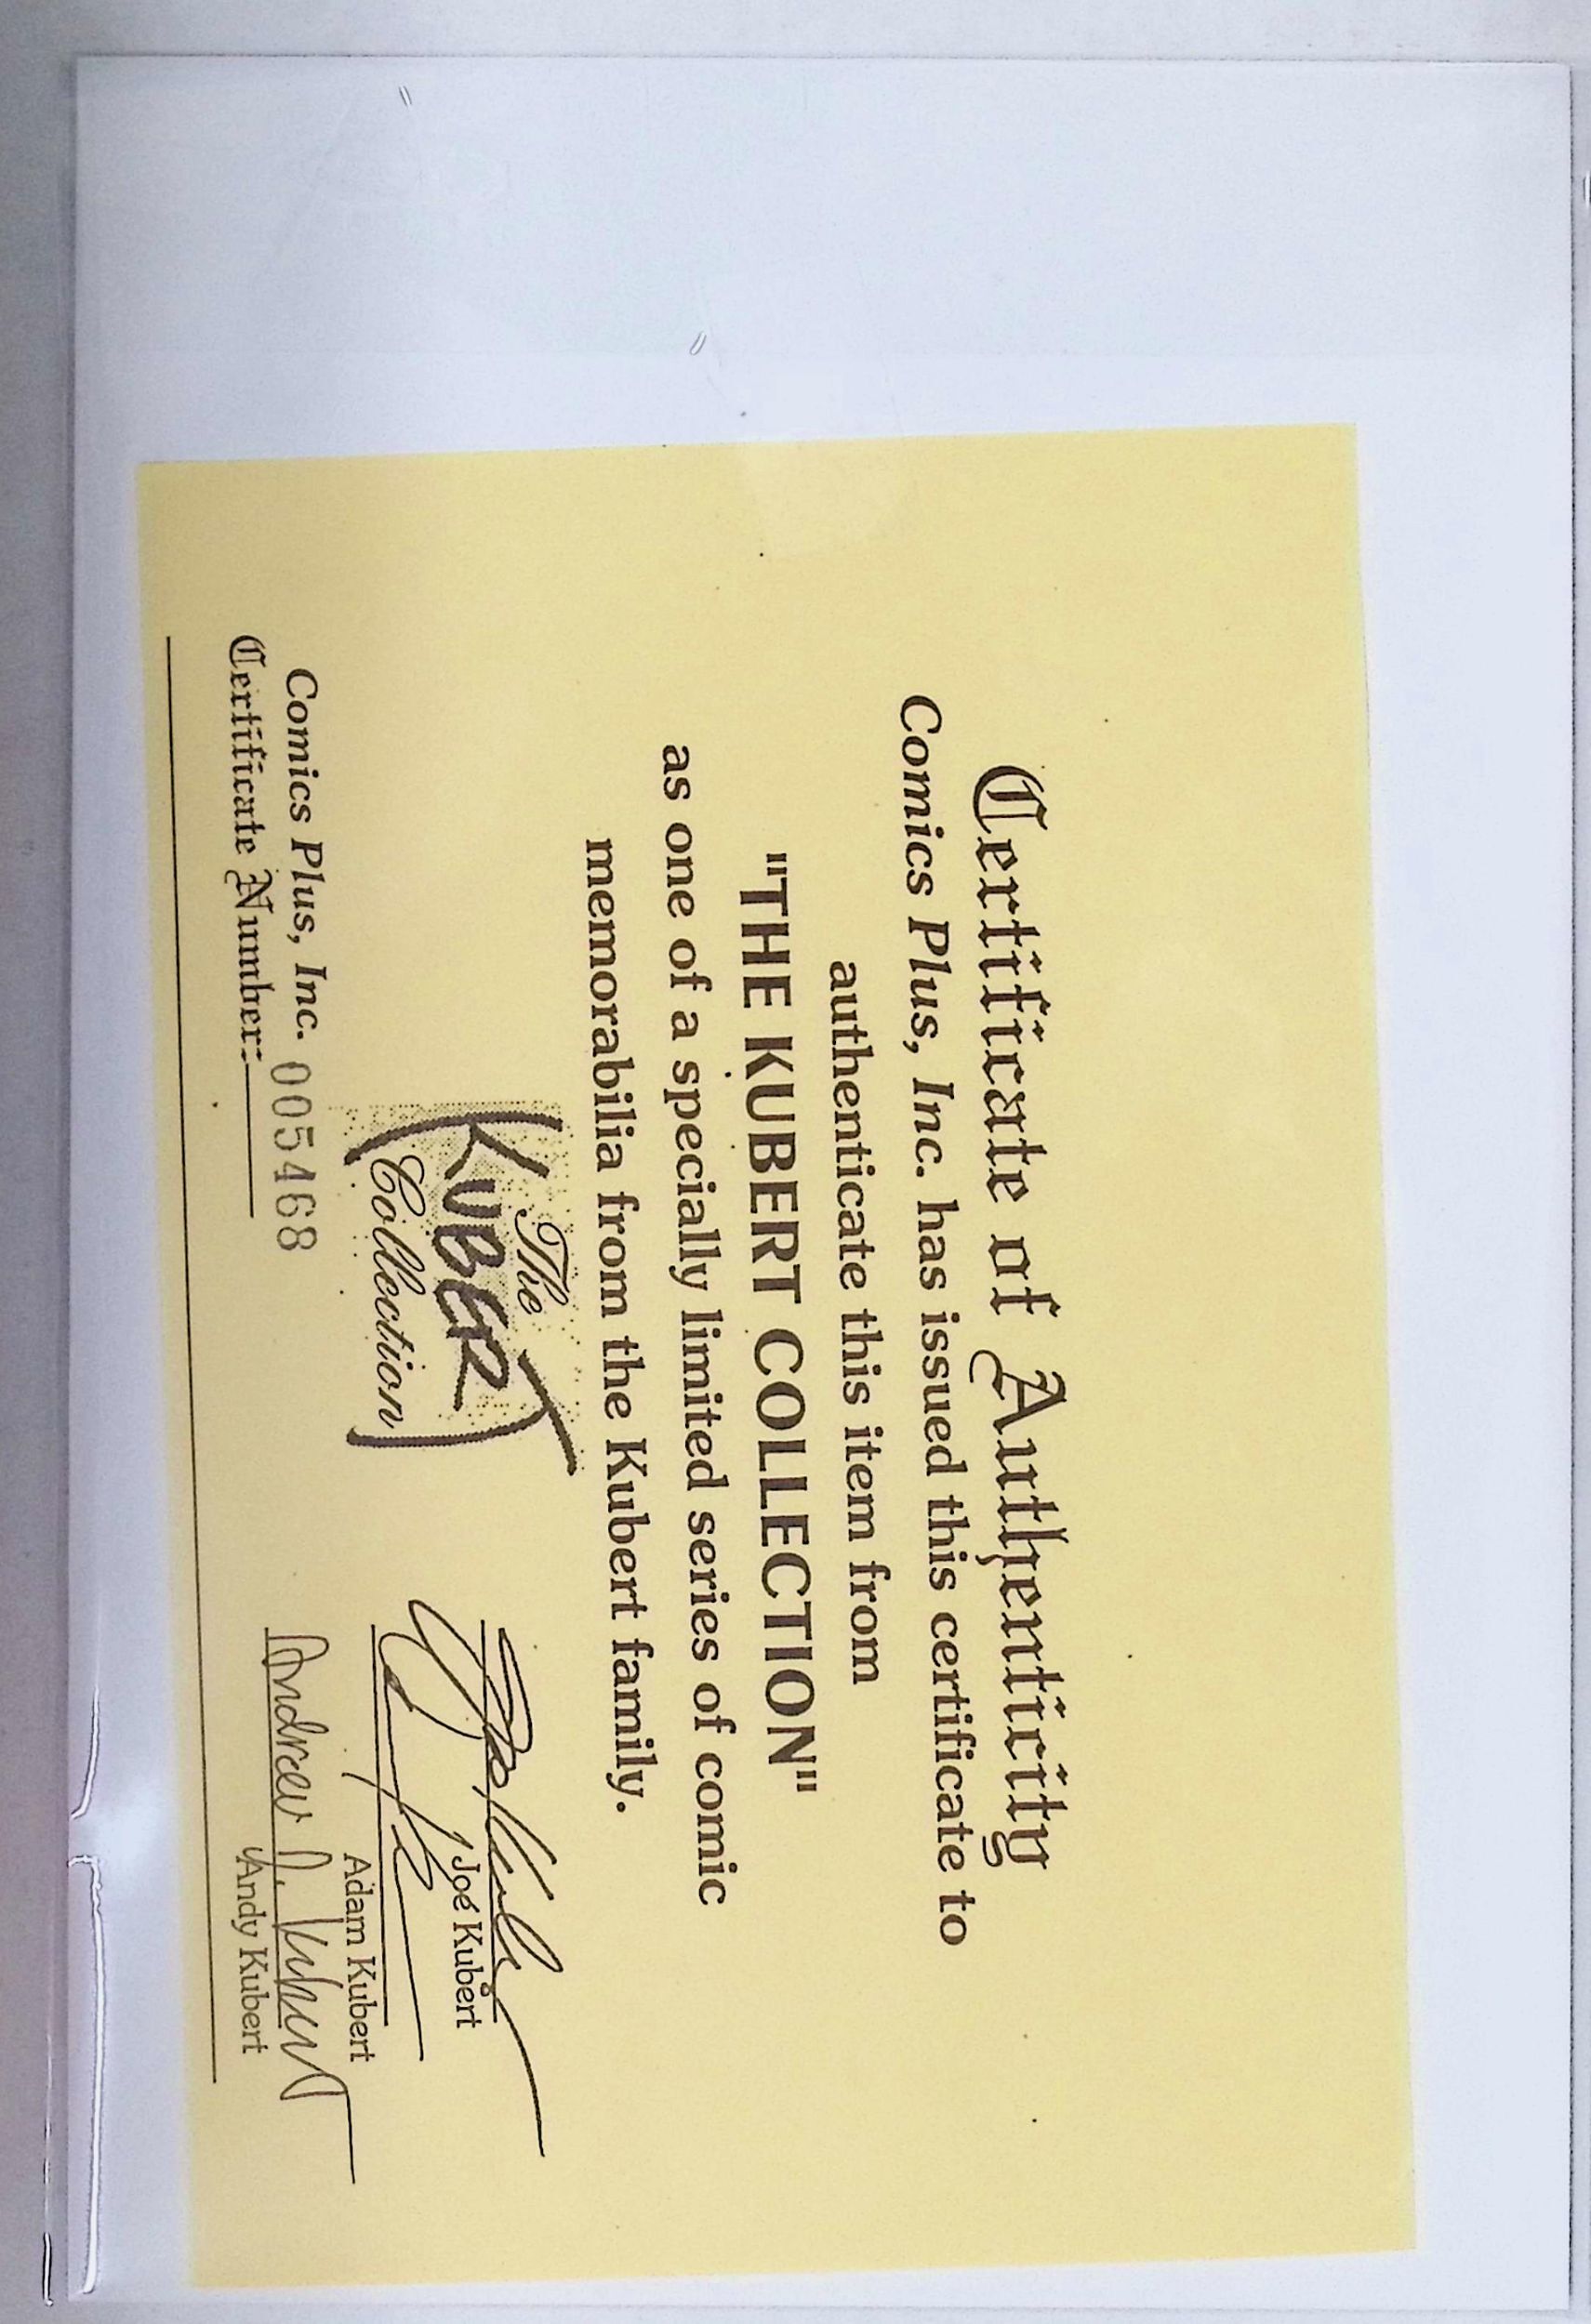 Certificate of Authenticity
Comics Plus, Inc. has issued this certificate to
authenticate this item from
"THE KUBERT COLLECTION"
as one of a specially limited series of comic
memorabilia from the Kubert family.
The
KUBERT
Collection
Joe Kubert
Adam Kubert
Comics Plus, Inc. 005468
Certificate Number:
Andrew J. Kubert
Andy Kubert